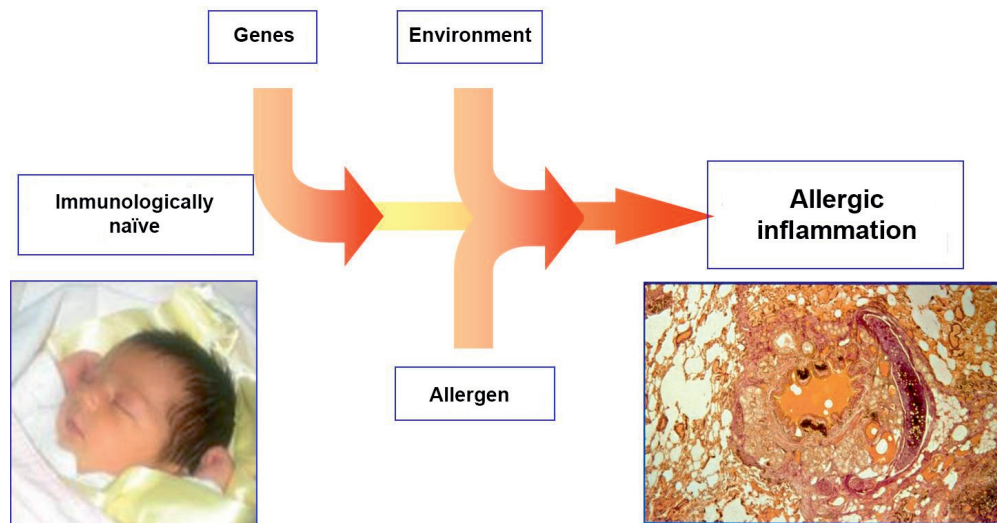 Genes
Environment
Immunologically
naïve
Allergic
inflammation
Allergen